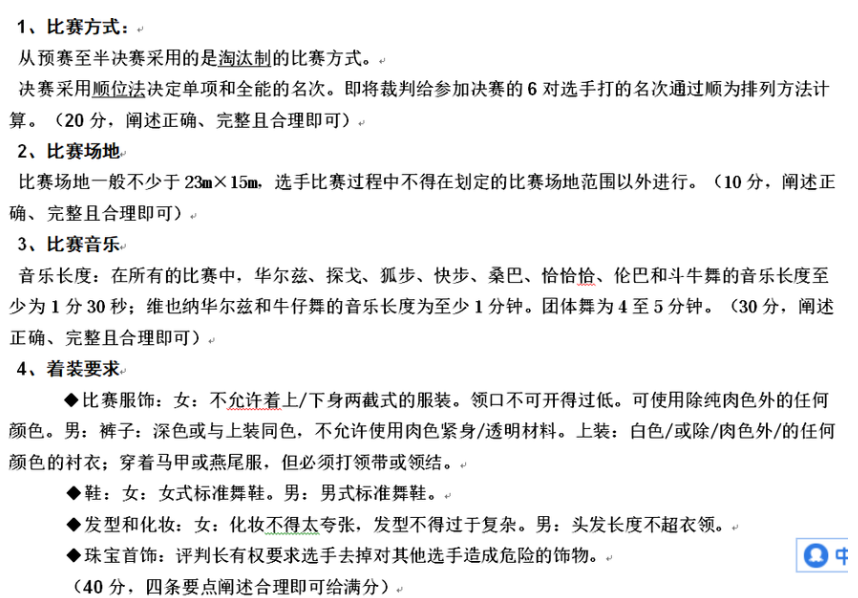 1、比赛方式：
从预赛至半决赛采用的是淘汰制的比赛方式。
决赛采用顺位法决定单项和全能的名次。即将裁判给参加决赛的 6 对选手打的名次通过顺为排列方法计
算。（20 分，阐述正确、完整且合理即可）
2、比赛场地
比赛场地一般不少于 23m×15m，选手比赛过程中不得在划定的比赛场地范围以外进行。（10 分，阐述正
确、完整且合理即可）
3、比赛音乐
音乐长度：在所有的比赛中，华尔兹、探戈、狐步、快步、桑巴、恰恰恰、伦巴和斗牛舞的音乐长度至
少为 1 分 30 秒；维也纳华尔兹和牛仔舞的音乐长度为至少 1 分钟。团体舞为 4 至 5 分钟。（30 分，阐述
正确、完整且合理即可）
4、着装要求
◆比赛服饰：女：不允许着上/下身两截式的服装。领口不可开得过低。可使用除纯肉色外的任何
颜色。男：裤子：深色或与上装同色，不允许使用肉色紧身/透明材料。上装：白色/或除/肉色外/的任何
颜色的衬衣；穿着马甲或燕尾服，但必须打领带或领结。
◆鞋：女：女式标准舞鞋。男：男式标准舞鞋。
◆发型和化妆：女：化妆不得太夸张，发型不得过于复杂。男：头发长度不超衣领。
◆珠宝首饰：评判长有权要求选手去掉对其他选手造成危险的饰物。
（40 分，四条要点阐述合理即可给满分）